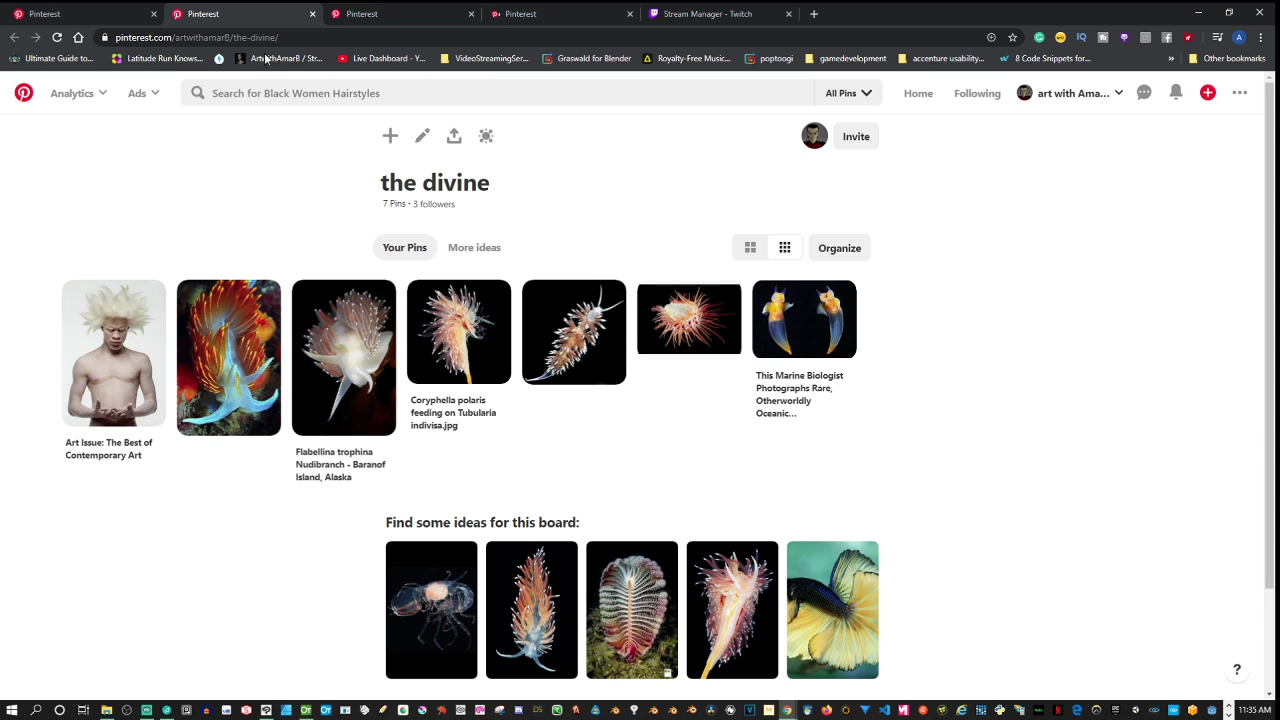 Pinterest
Pinterest
Pinterest
Pinterest
Stream Manager - Twitch
pinterest.com/artwithamarB/the-divine/
Ultimate Guide to...
Latitude Run Knows...
ArtwithAmarB / Str...
Live Dashboard - Y...
VideoStreamingSer...
Graswald for Blender
Royalty-Free Music...
poptoogi
gamedevelopment
accenture usability...
8 Code Snippets for...
Other bookmarks
Analytics
Ads
Search for Black Women Hairstyles
All Pins
Home
Following
art with Ama...
Invite
the divine
7 Pins • 3 followers
Your Pins
More ideas
Organize
Art Issue: The Best of
Contemporary Art
Flabellina trophina
Nudibranch - Baranof
Island, Alaska
Coryphella polaris
feeding on Tubularia
indivisa.jpg
This Marine Biologist
Photographs Rare,
Otherworldly
Oceanic...
Find some ideas for this board:
?
11:35 AM